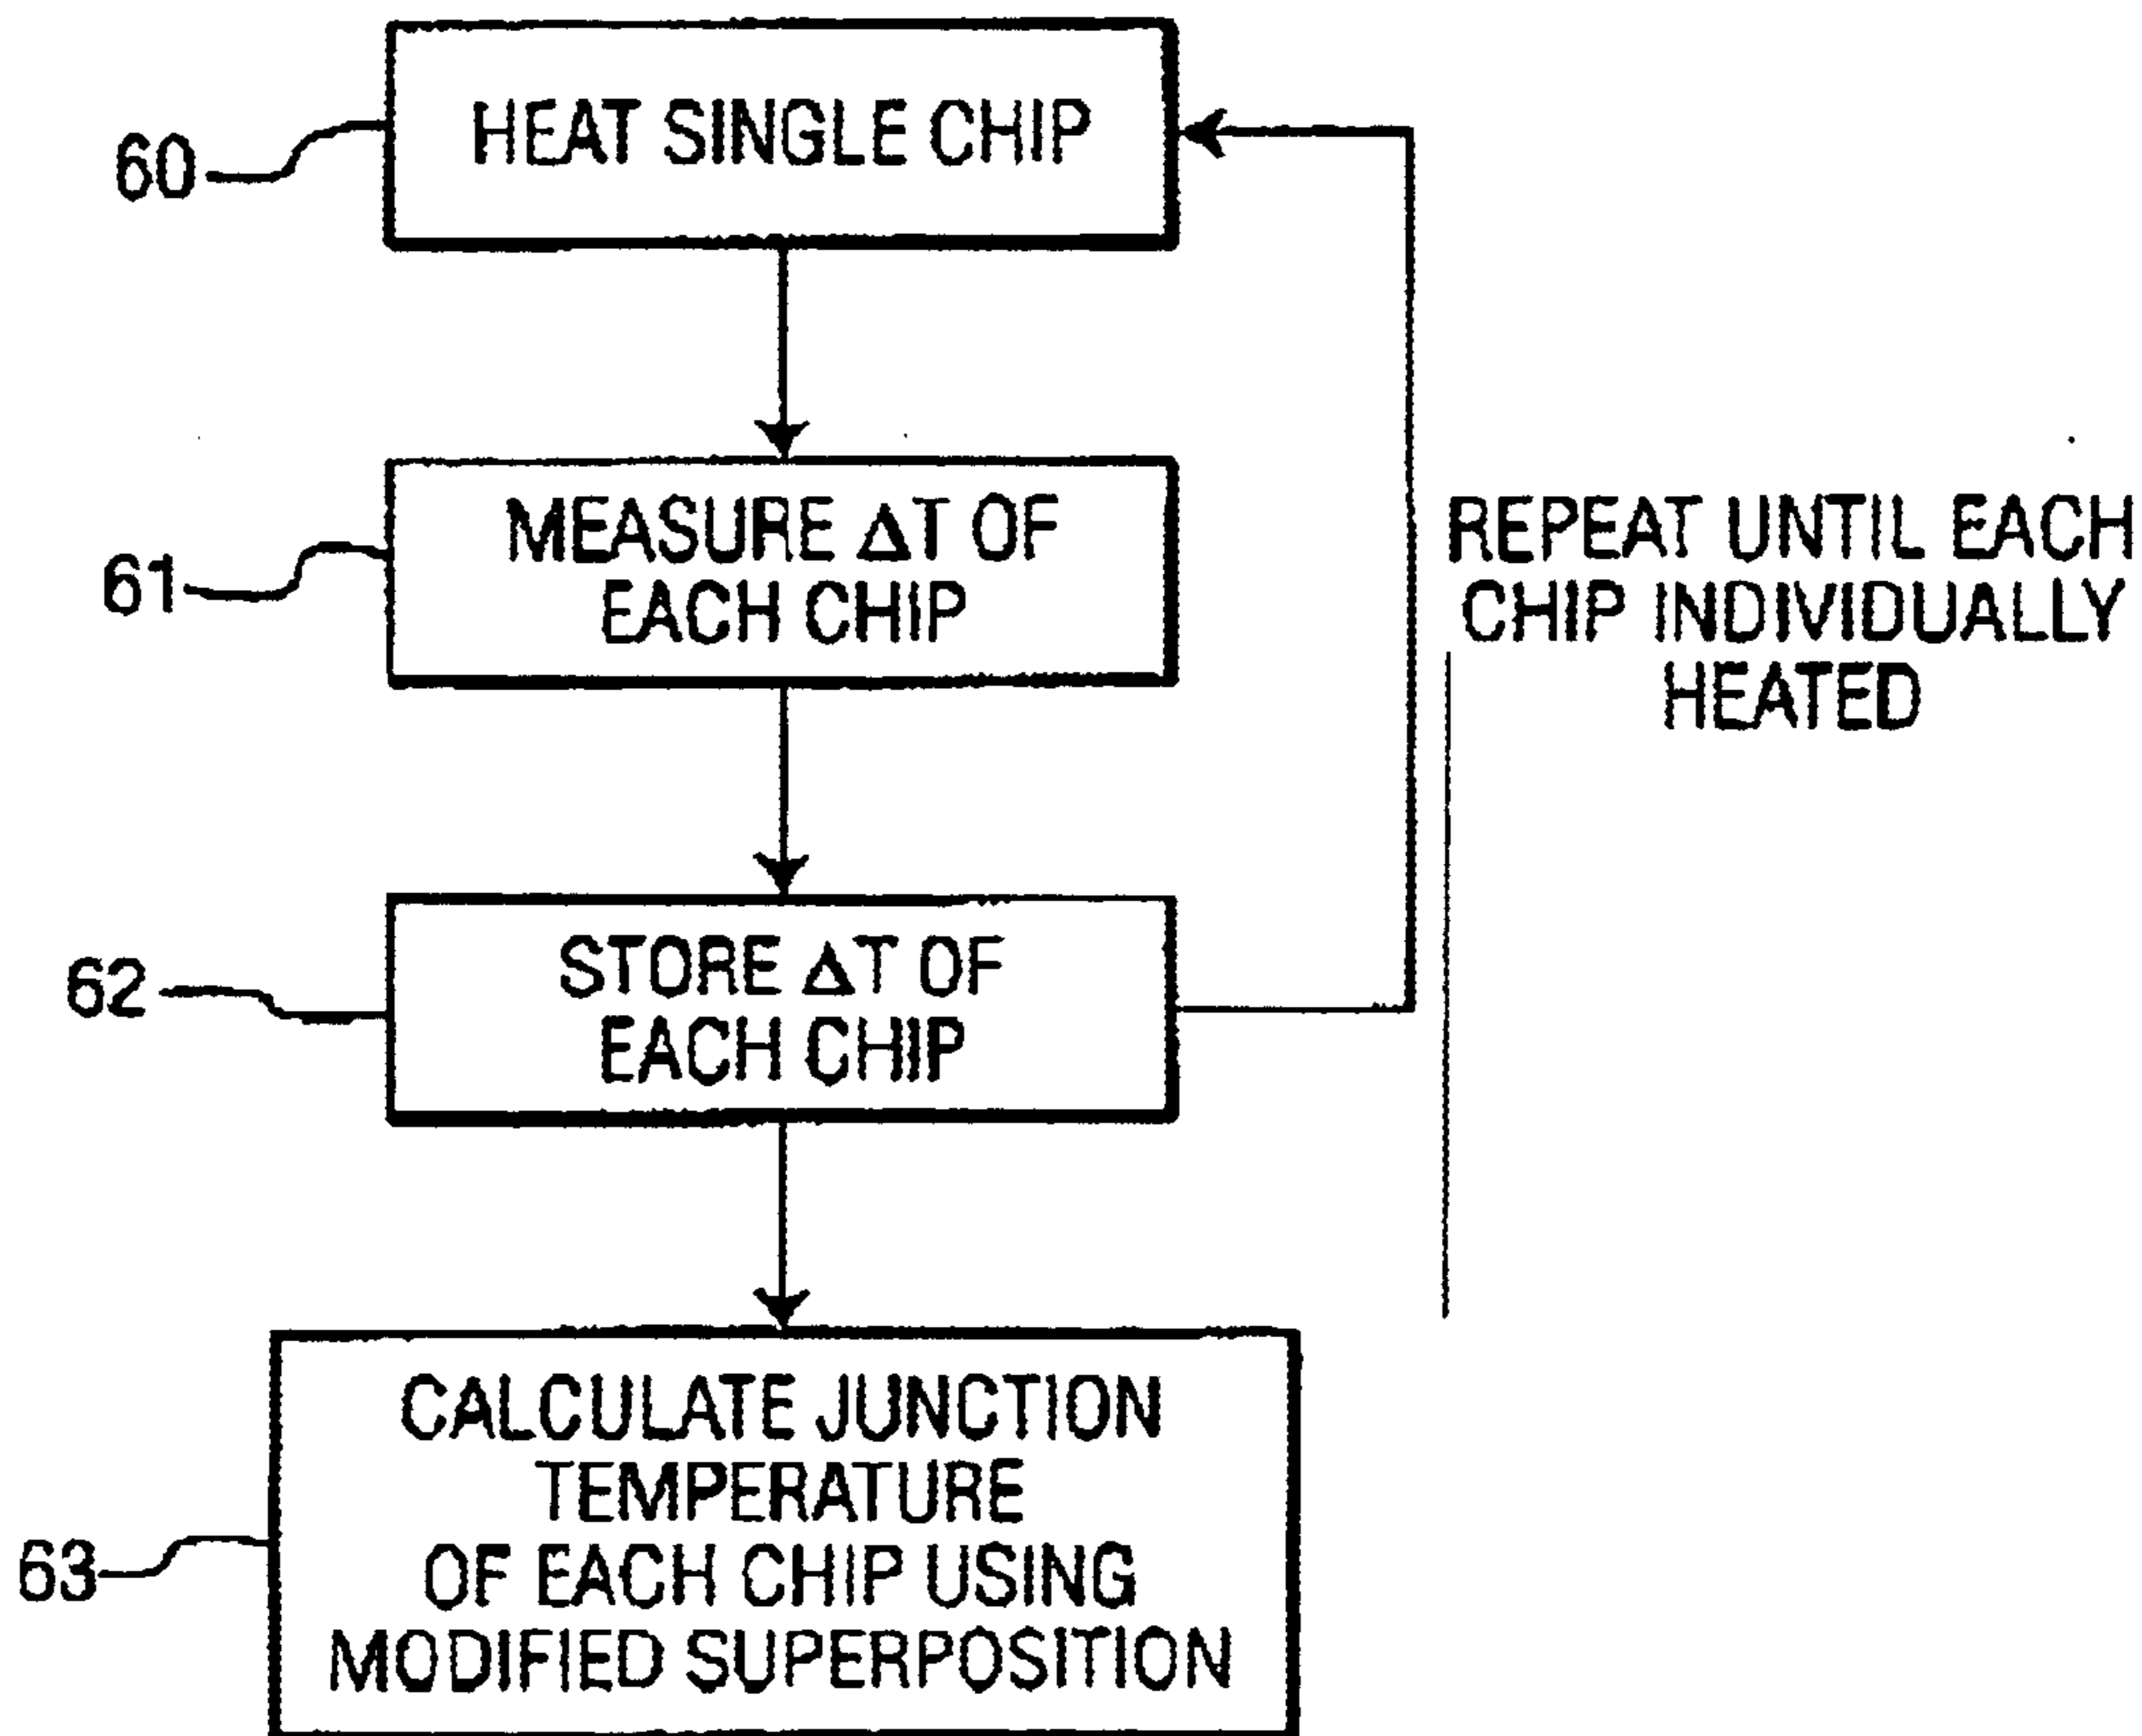 60
HEAT SINGLE CHIP
61
MEASURE ΔT OF
EACH CHIP
REPEAT UNTIL EACH
CHIP INDIVIDUALLY
HEATED
62
STORE ΔT OF
EACH CHIP
63
CALCULATE JUNCTION
TEMPERATURE
OF EACH CHIP USING
MODIFIED SUPERPOSITION